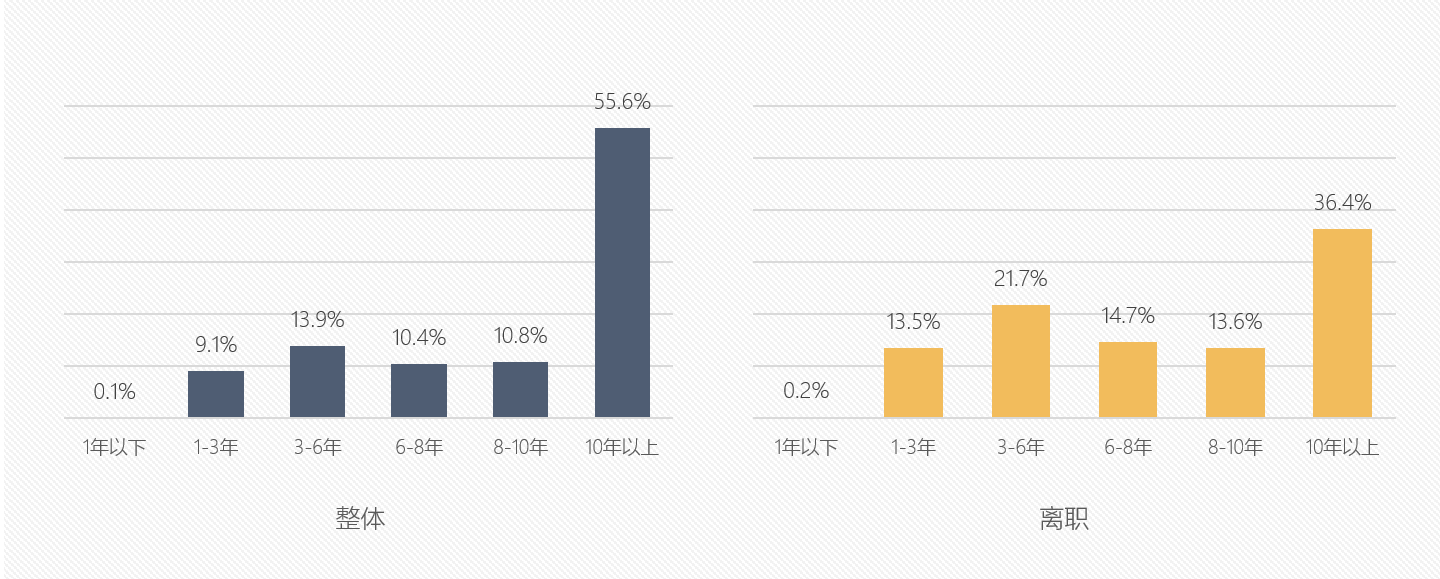 55.6%
13.9%
10.4%
10.8%
9.1%
0.1%
1年以下
1-3年
3-6年
6-8年
8-10年
10年以上
整体
36.4%
21.7%
13.5%
14.7%
13.6%
0.2%
1年以下
1-3年
3-6年
6-8年
8-10年
10年以上
离职